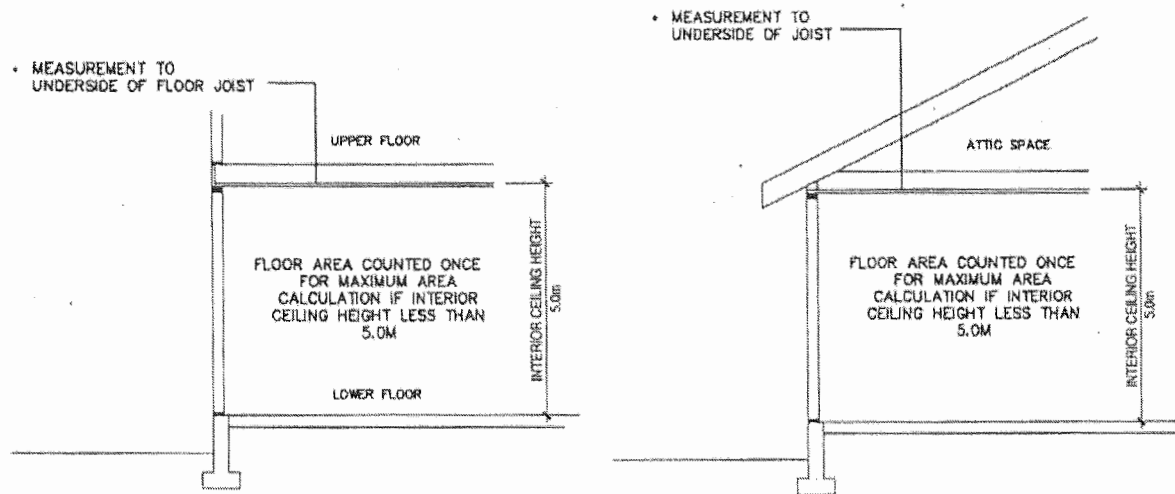 • MEASUREMENT TO
UNDERSIDE OF FLOOR JOIST
UPPER FLOOR
FLOOR AREA COUNTED ONCE
FOR MAXIMUM AREA
CALCULATION IF INTERIOR
CEILING HEIGHT LESS THAN
5.0M
INTERIOR CEILING HEIGHT
5.0m
LOWER FLOOR
• MEASUREMENT TO
UNDERSIDE OF JOIST
ATTIC SPACE
FLOOR AREA COUNTED ONCE
FOR MAXIMUM AREA
CALCULATION IF INTERIOR
CEILING HEIGHT LESS THAN
5.0M
INTERIOR CEILING HEIGHT
5.0m